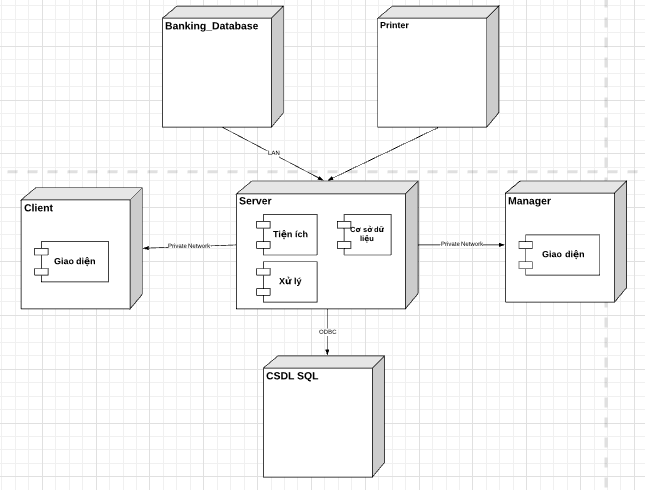 Banking_Database
Printer
LAN
Client
Giao diện
Private Network
Server
Tiện ích
Cơ sở dữ
liệu
Xử lý
Private Network
Manager
Giao diện
ODBC
CSDL SQL